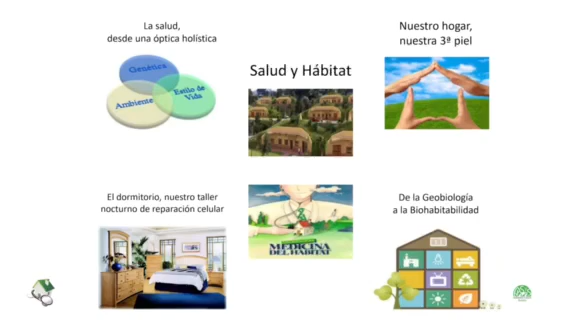 La salud,
desde una óptica holística
Genética
Ambiente
Estilo de
Vida
Salud y Hábitat
Nuestro hogar,
nuestra 3ª piel
El dormitorio, nuestro taller
nocturno de reparación celular
MEDICINA
DEL HABITAT
De la Geobiología
a la Biohabitabilidad